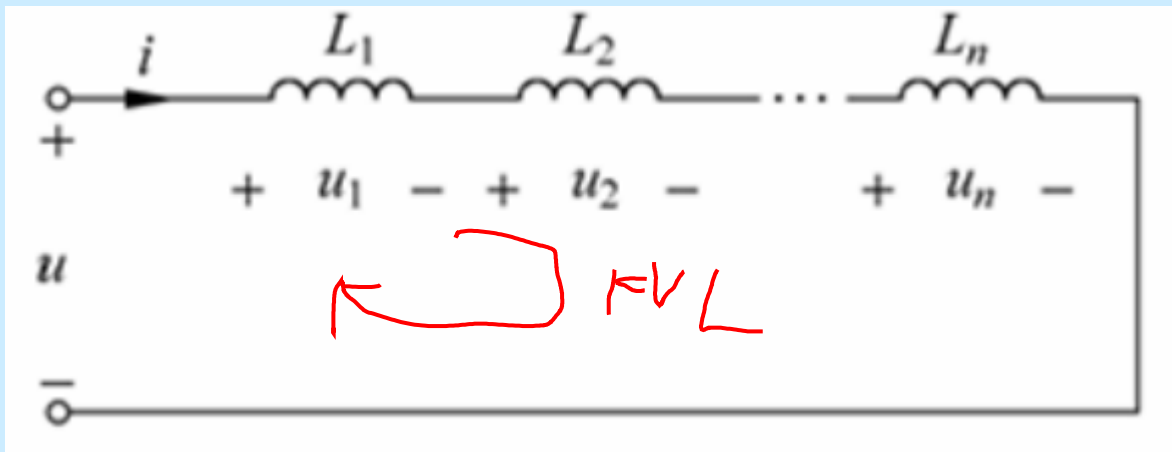 i L₁ L₂ ... Lₙ
+ + u₁ − + u₂ − + uₙ −
u KVL
−